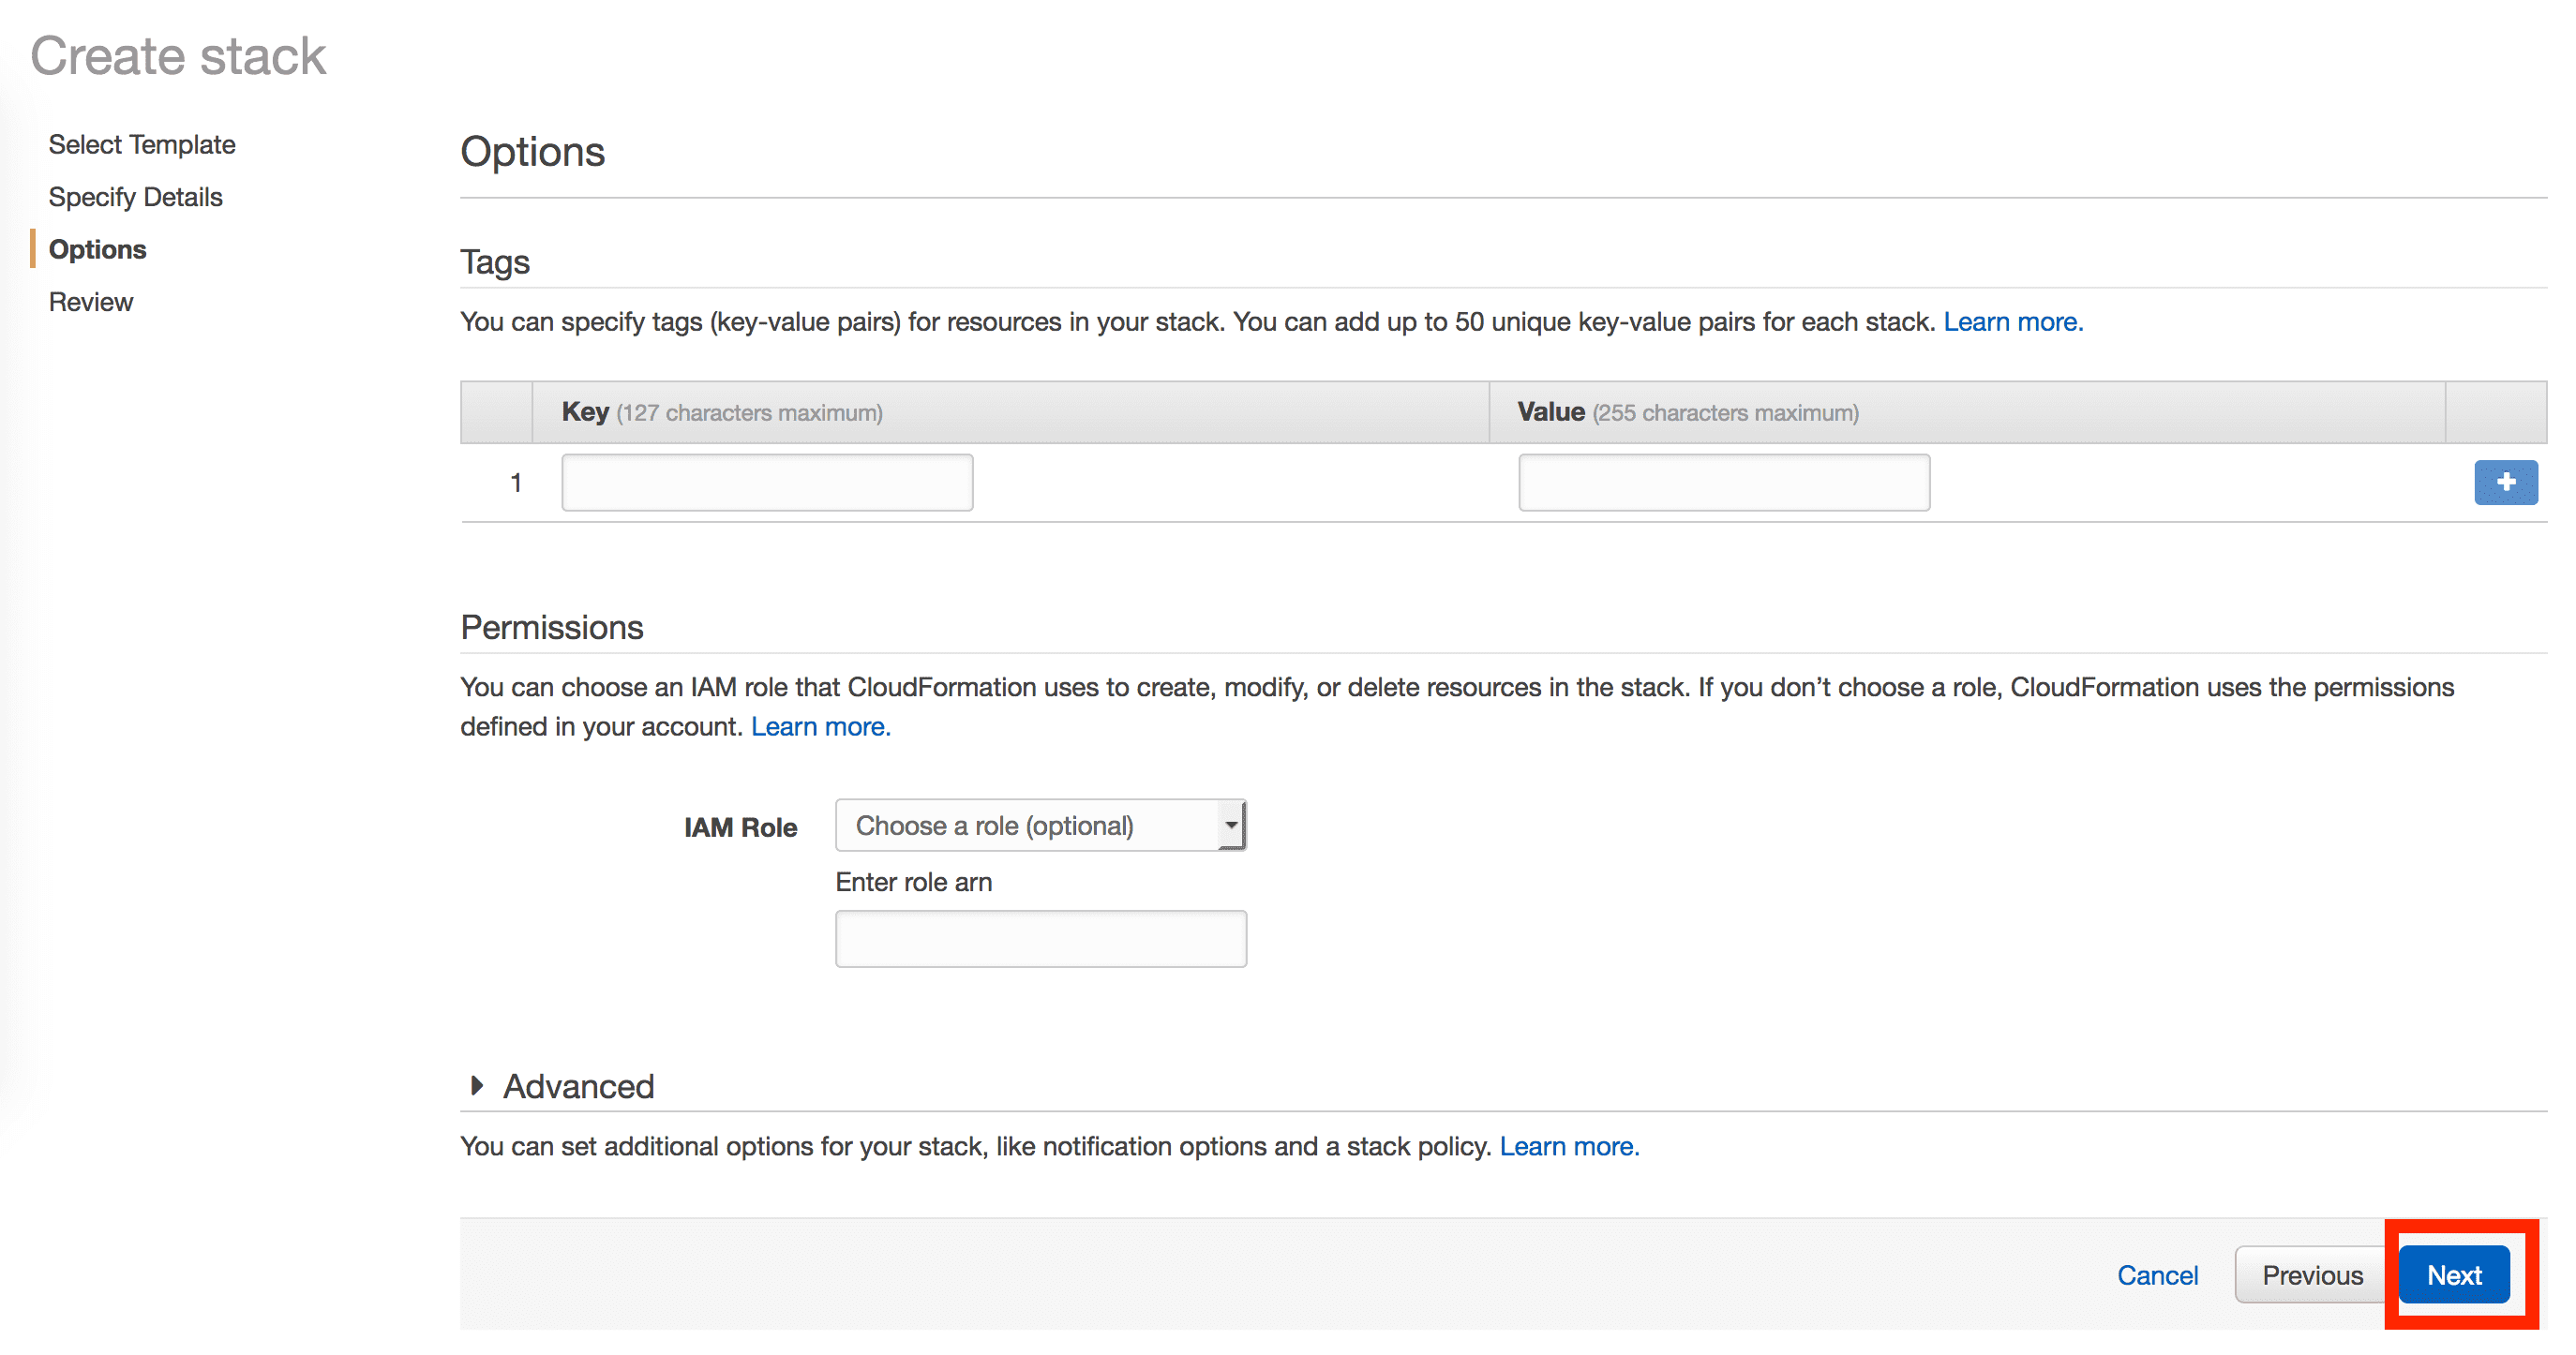 Create stack
Select Template
Specify Details
Options
Review
Options
Tags
You can specify tags (key-value pairs) for resources in your stack. You can add up to 50 unique key-value pairs for each stack. Learn more.
Key (127 characters maximum)
Value (255 characters maximum)
1
Permissions
You can choose an IAM role that CloudFormation uses to create, modify, or delete resources in the stack. If you don’t choose a role, CloudFormation uses the permissions
defined in your account. Learn more.
IAM Role
Choose a role (optional)
Enter role arn
Advanced
You can set additional options for your stack, like notification options and a stack policy. Learn more.
Cancel
Previous
Next